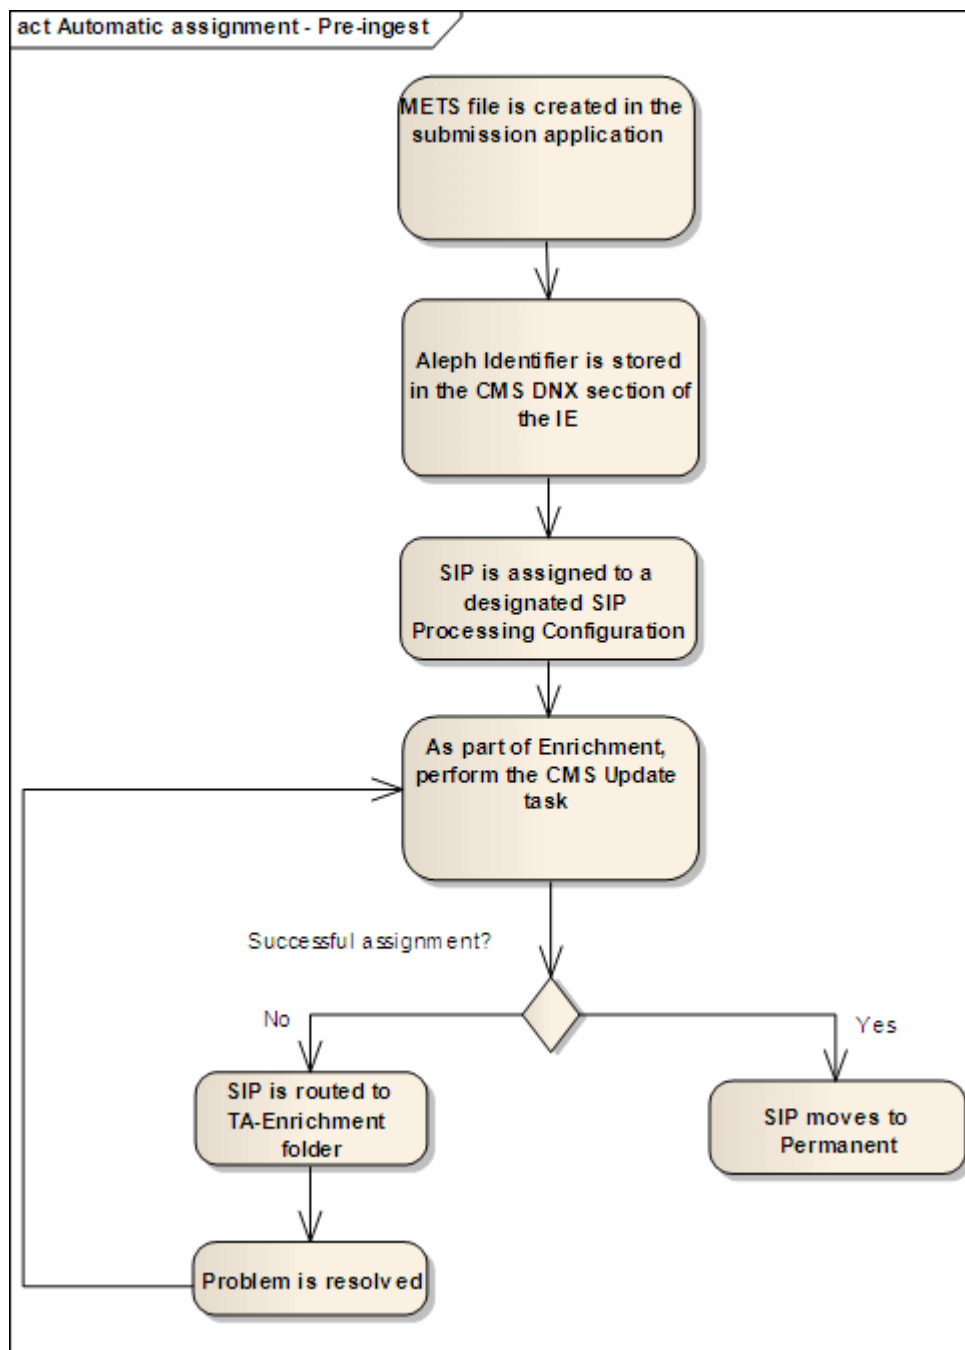 act Automatic assignment - Pre-ingest
METS file is created in the
submission application
Aleph Identifier is stored
in the CMS DNX section of
the IE
SIP is assigned to a
designated SIP
Processing Configuration
As part of Enrichment,
perform the CMS Update
task
Successful assignment?
No
Yes
SIP is routed to
TA-Enrichment
folder
SIP moves to
Permanent
Problem is resolved